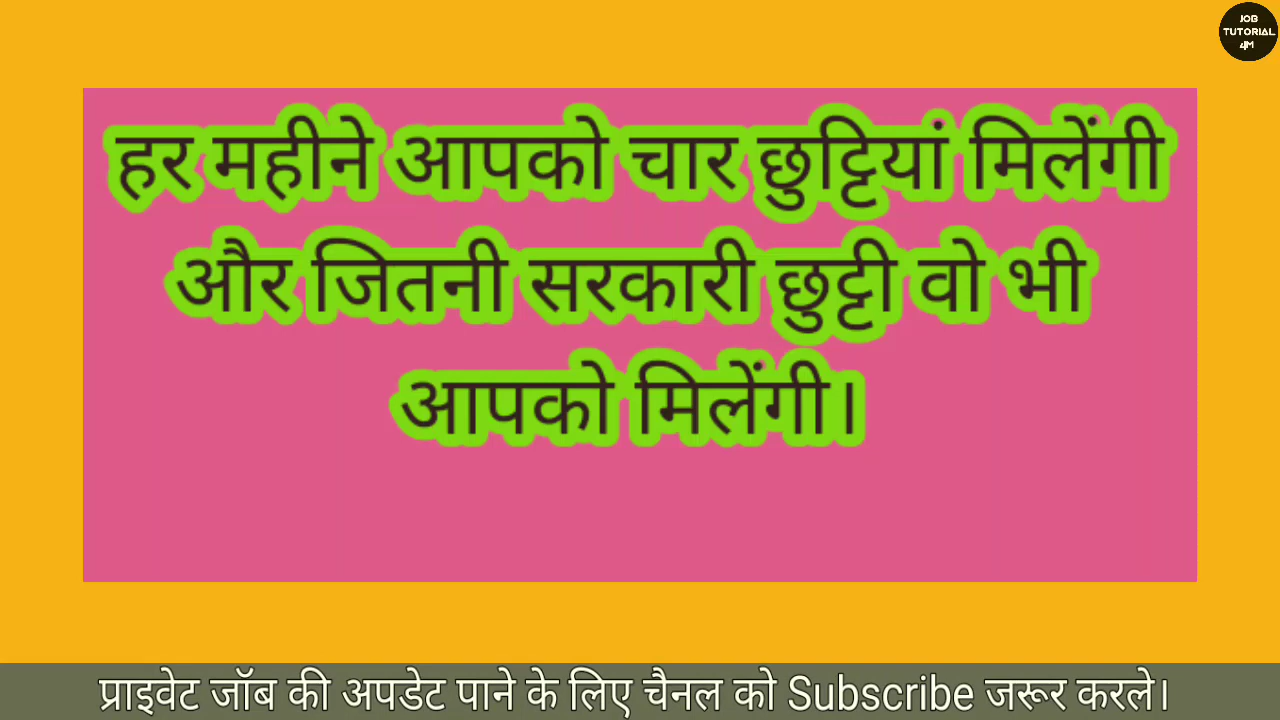 JOB
TUTORIAL
4M
हर महीने आपको चार छुट्टियां मिलेंगी
और जितनी सरकारी छुट्टी वो भी
आपको मिलेंगी।
प्राइवेट जॉब की अपडेट पाने के लिए चैनल को Subscribe जरूर करले।